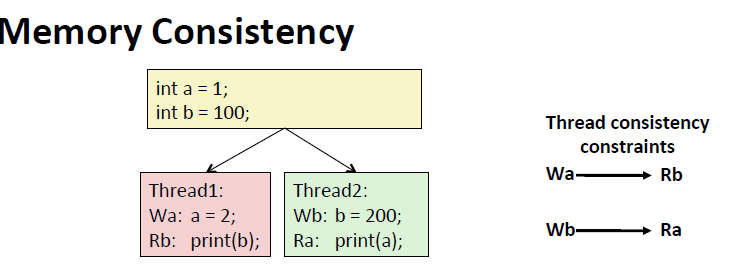 Memory Consistency
int a = 1;
int b = 100;
Thread1:
Wa: a = 2;
Rb: print(b);
Thread2:
Wb: b = 200;
Ra: print(a);
Thread consistency
constraints
Wa Rb
Wb Ra